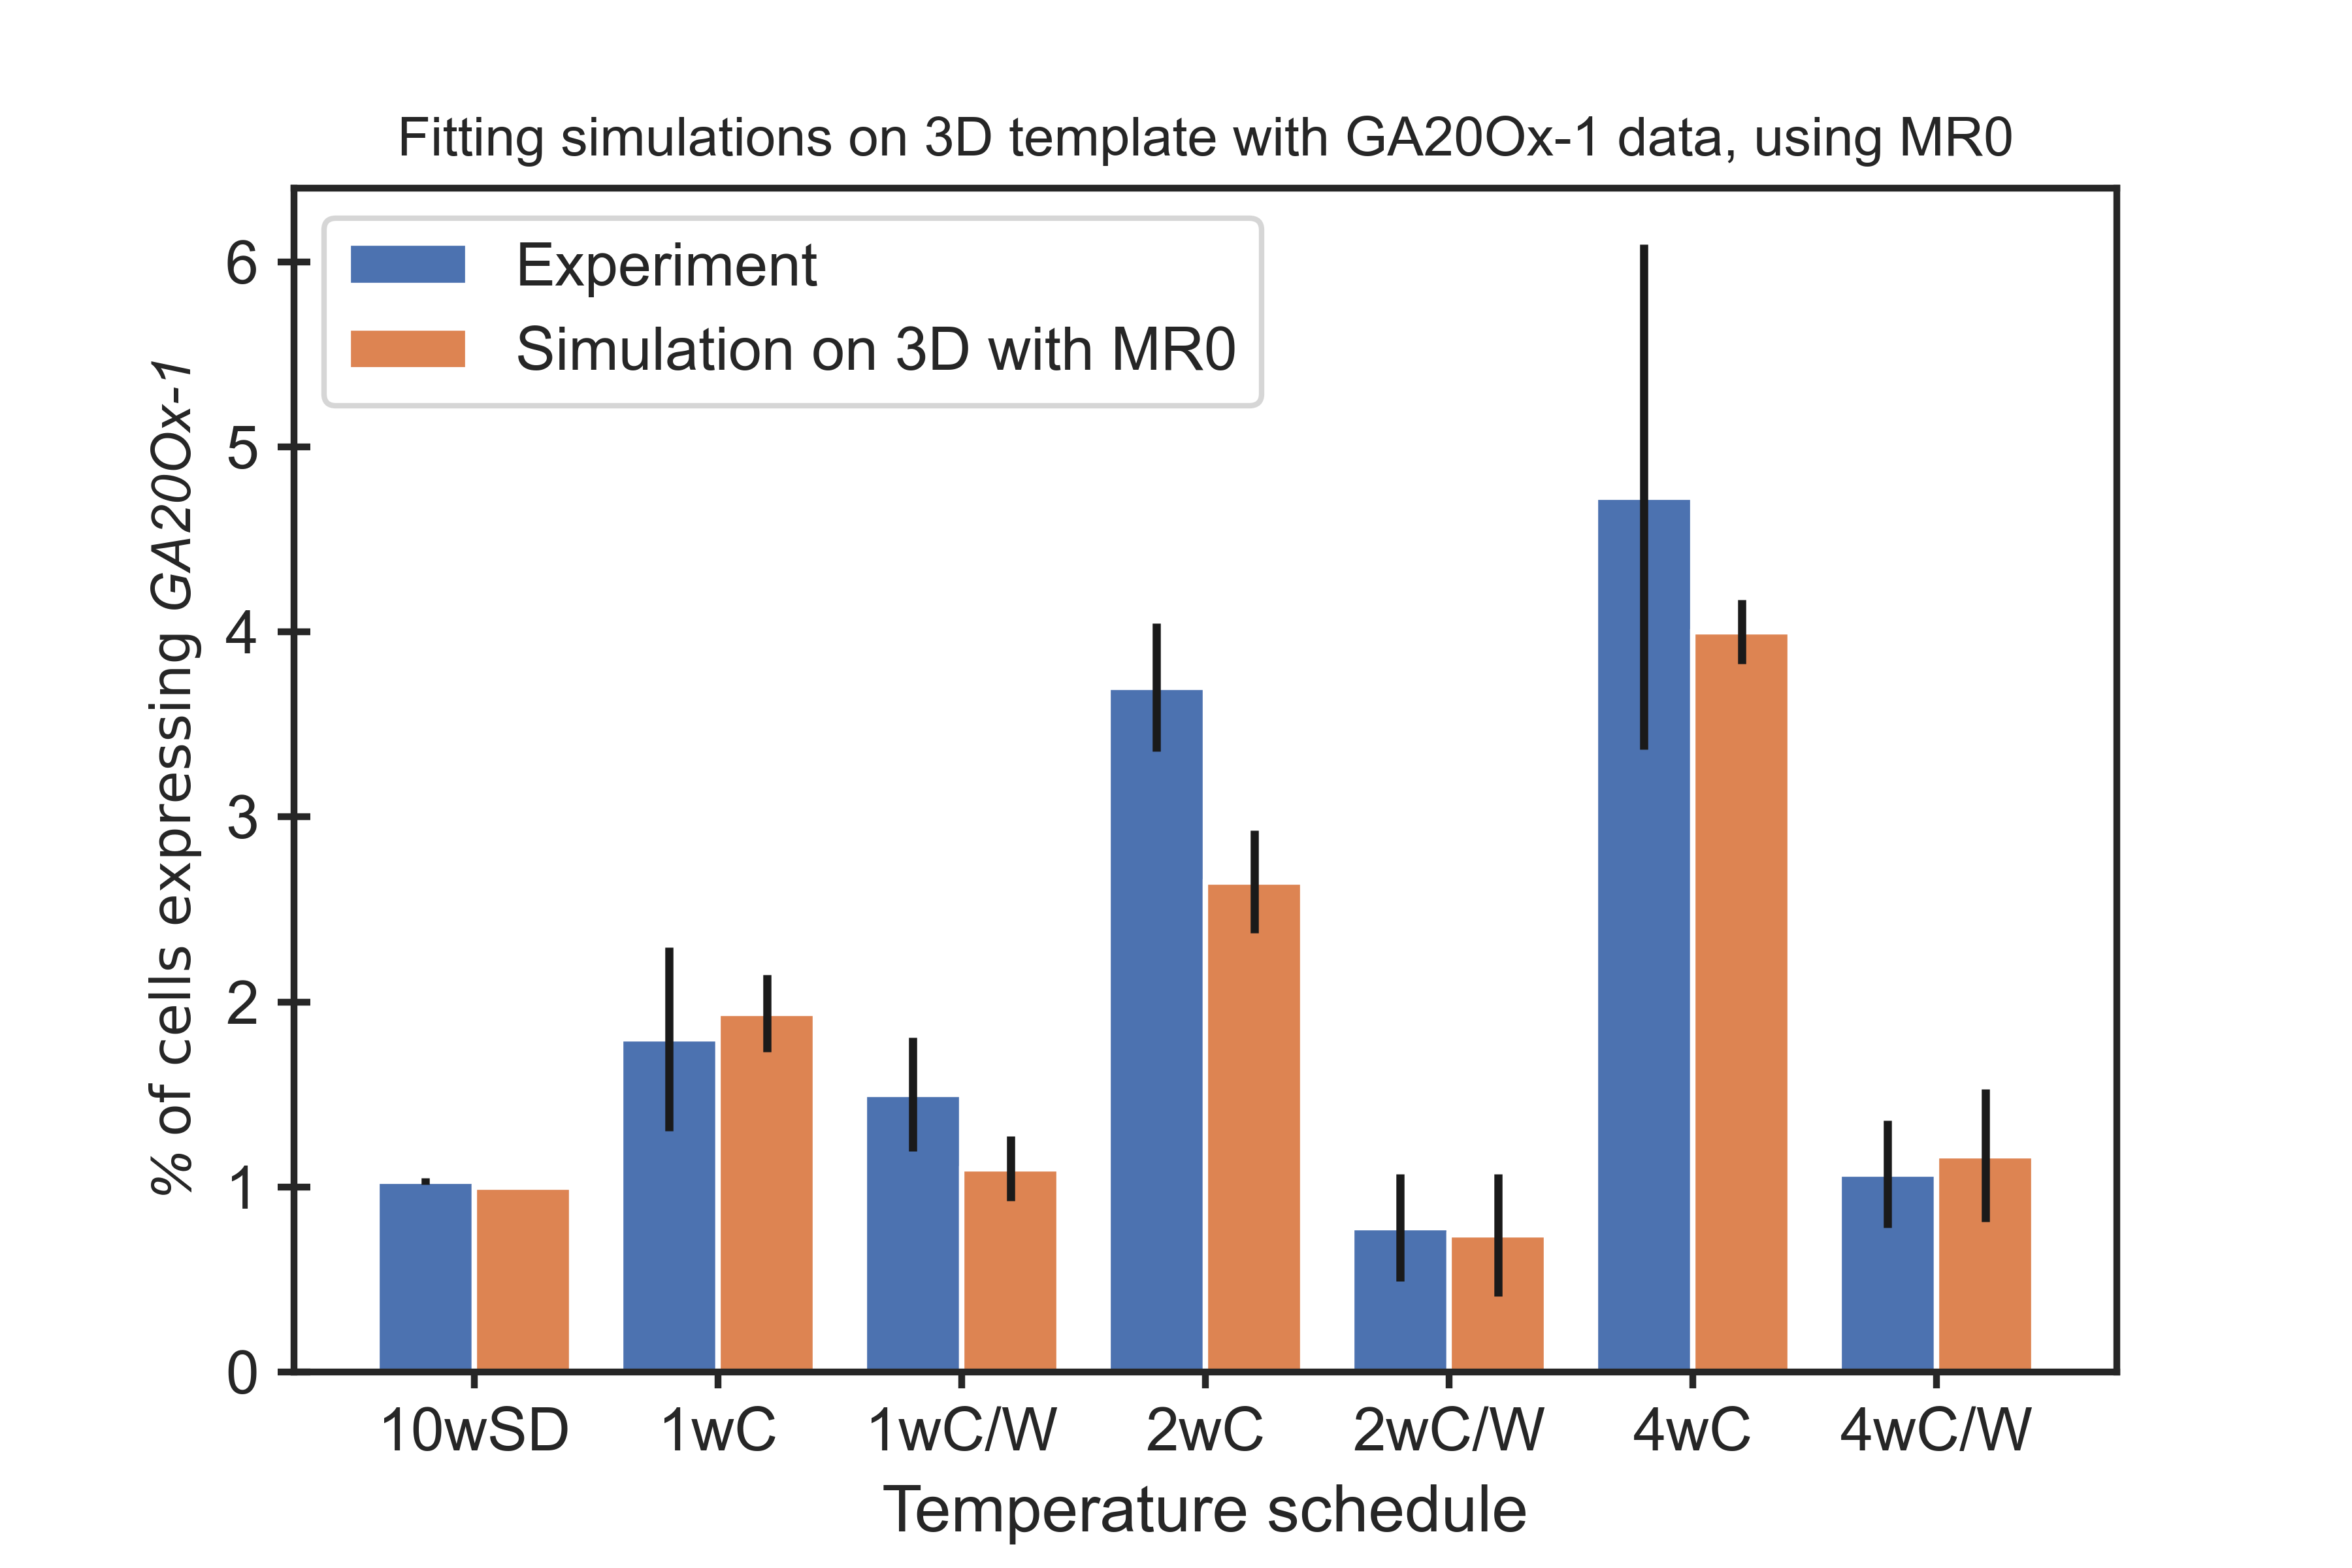 Fitting simulations on 3D template with GA20Ox-1 data, using MR0
Experiment
Simulation on 3D with MR0
% of cells expressing GA20Ox-1
6
5
4
3
2
1
0
10wSD 1wC 1wC/W 2wC 2wC/W 4wC 4wC/W
Temperature schedule